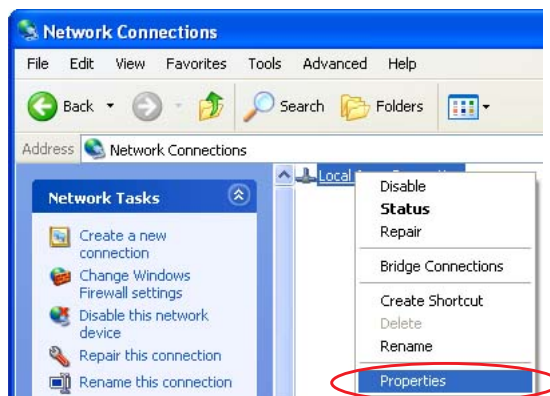 Network Connections
File Edit View Favorites Tools Advanced Help
Back Search Folders
Address Network Connections
Network Tasks
Create a new
connection
Change Windows
Firewall settings
Disable this network
device
Repair this connection
Rename this connection
Local
Disable
Status
Repair
Bridge Connections
Create Shortcut
Delete
Rename
Properties